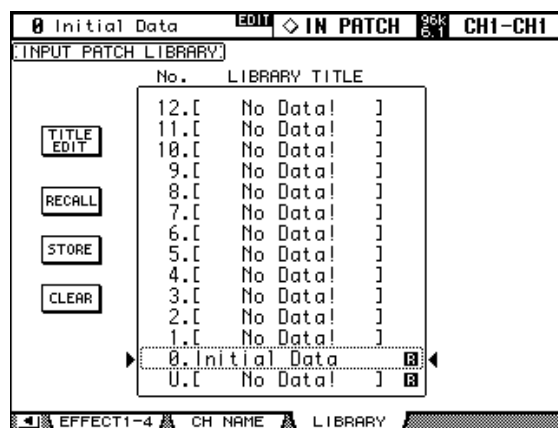 0 Initial Data EDIT ◇ IN PATCH 96k 6.1 CH1-CH1
INPUT PATCH LIBRARY
No. LIBRARY TITLE
12.[ No Data! ]
11.[ No Data! ]
10.[ No Data! ]
9.[ No Data! ]
8.[ No Data! ]
7.[ No Data! ]
6.[ No Data! ]
5.[ No Data! ]
4.[ No Data! ]
3.[ No Data! ]
2.[ No Data! ]
1.[ No Data! ]
0.Initial Data R
U.[ No Data! ] R
TITLE
EDIT
RECALL
STORE
CLEAR
EFFECT1-4 CH NAME LIBRARY